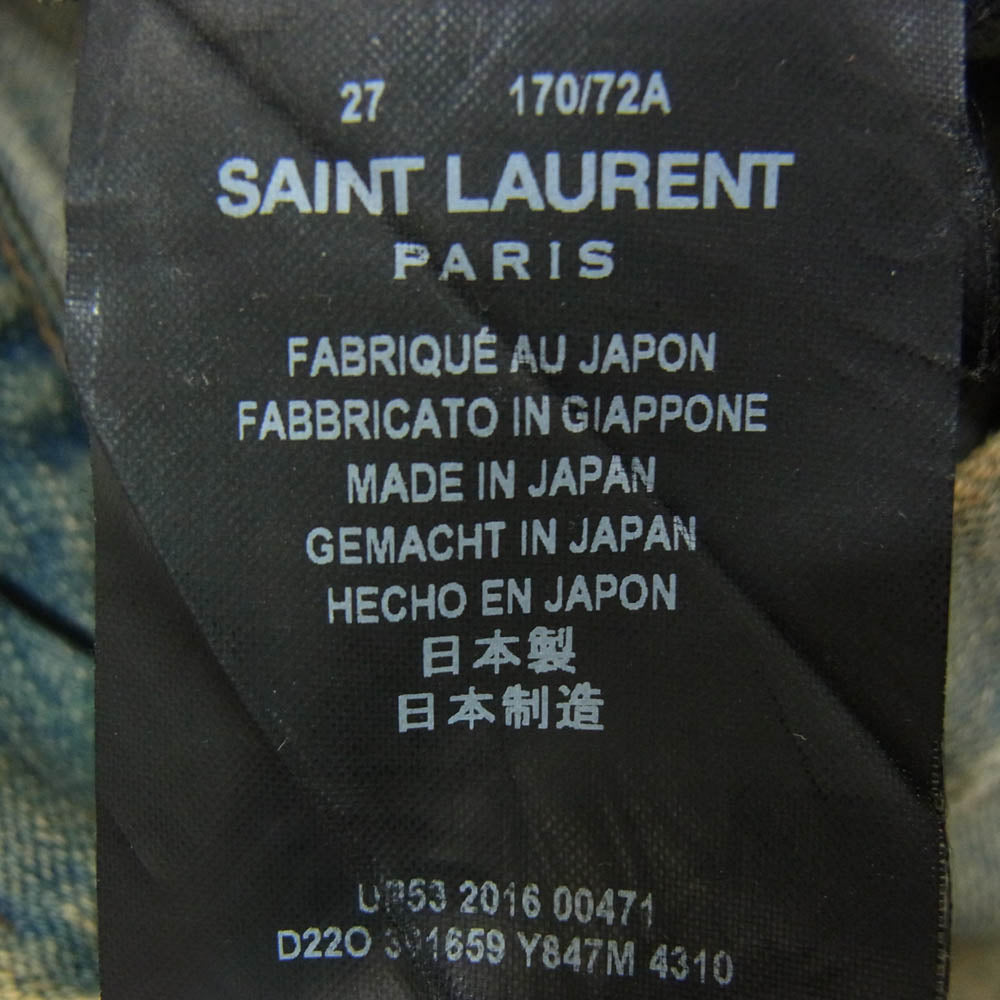 27 170/72A
SAINT LAURENT
PARIS
FABRIQUÉ AU JAPON
FABBRICATO IN GIAPPONE
MADE IN JAPAN
GEMACHT IN JAPAN
HECHO EN JAPON
日本製
日本制造
2016 00471
D22O Y847M 4310